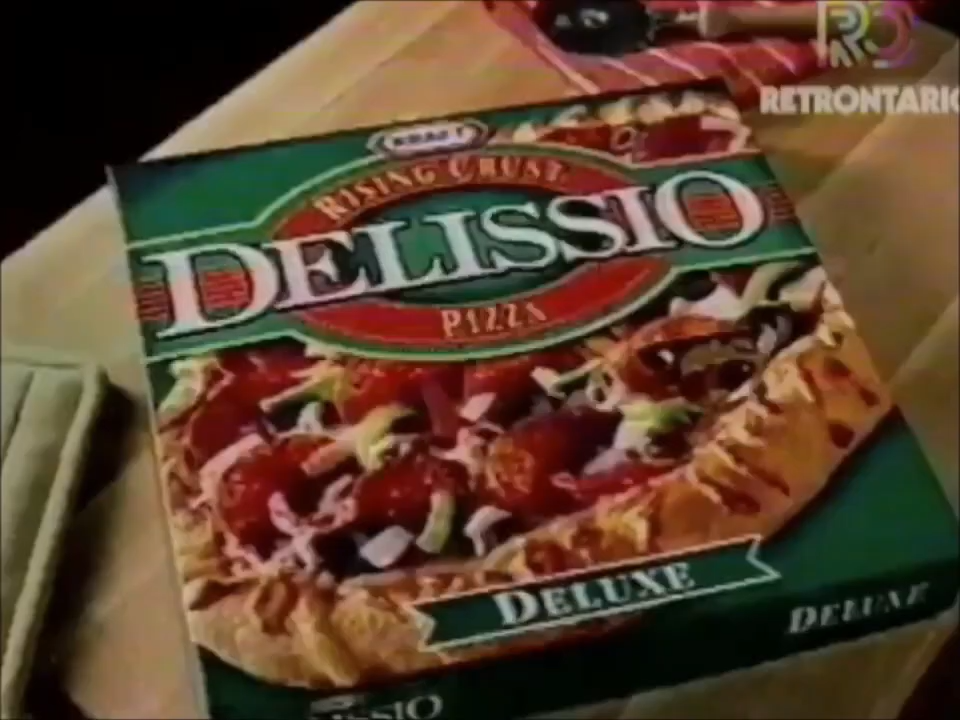 RETRONTARIO
KRAFT
RISING CRUST
DELISSIO
PIZZA
DELUXE
DELUXE